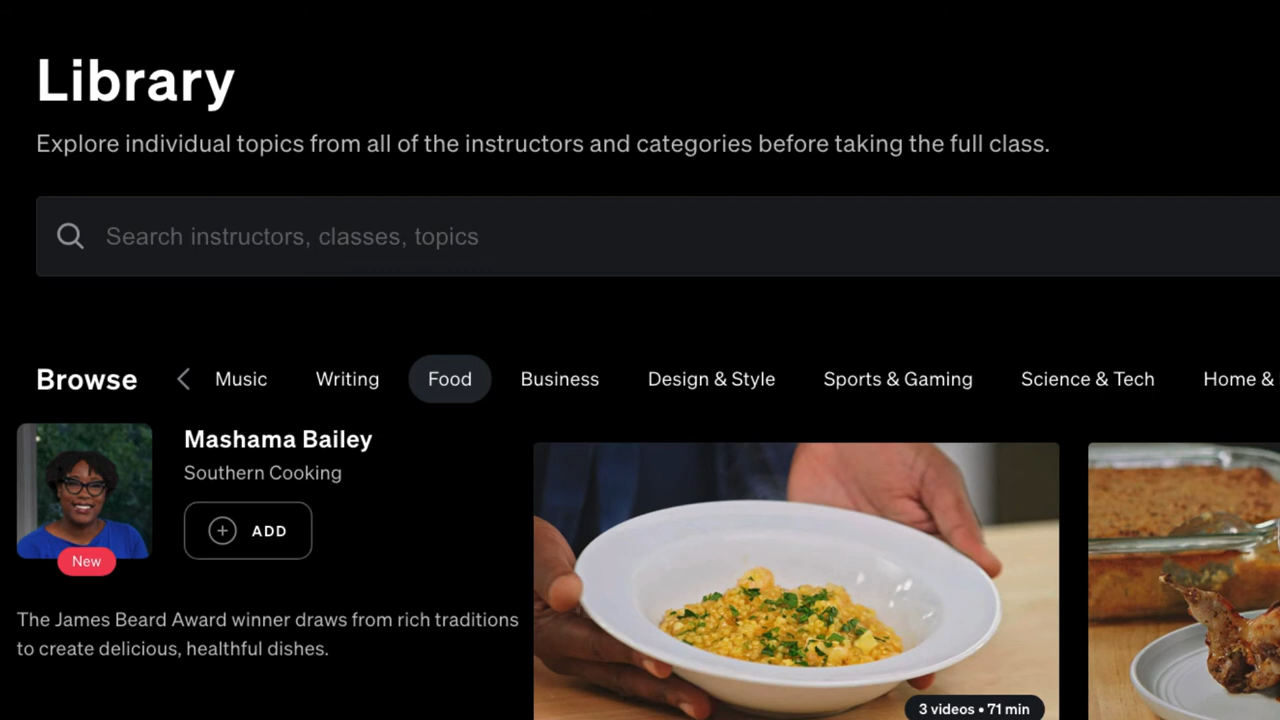 Library
Explore individual topics from all of the instructors and categories before taking the full class.
Search instructors, classes, topics
Browse Music Writing Food Business Design & Style Sports & Gaming Science & Tech Home &
Mashama Bailey
Southern Cooking
ADD
New
The James Beard Award winner draws from rich traditions
to create delicious, healthful dishes.
3 videos • 71 min